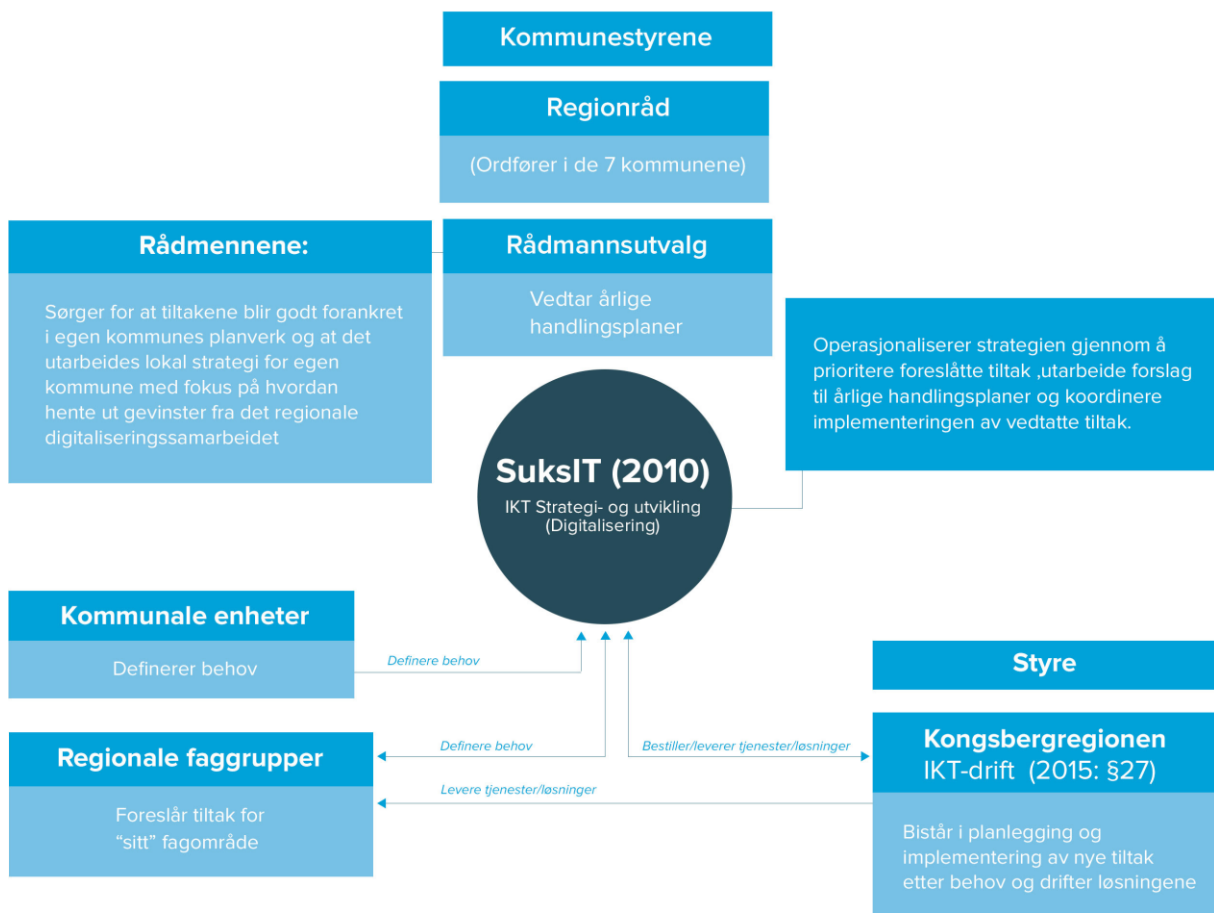 Kommunestyrene
Regionråd
(Ordfører i de 7 kommunene)
Rådmennene:
Sørger for at tiltakene blir godt forankret
i egen kommunes planverk og at det
utarbeides lokal strategi for egen
kommune med fokus på hvordan
hente ut gevinster fra det regionale
digitaliseringssamarbeidet
Rådmannsutvalg
Vedtar årlige
handlingsplaner
Operasjonaliserer strategien gjennom å
prioritere foreslåtte tiltak ,utarbeide forslag
til årlige handlingsplaner og koordinere
implementeringen av vedtatte tiltak.
SuksIT (2010)
IKT Strategi- og utvikling
(Digitalisering)
Kommunale enheter
Definerer behov
Definere behov
Regionale faggrupper
Foreslår tiltak for
“sitt” fagområde
Definere behov
Bestiller/leverer tjenester/løsninger
Levere tjenester/løsninger
Styre
Kongsbergregionen
IKT-drift (2015: §27)
Bistår i planlegging og
implementering av nye tiltak
etter behov og drifter løsningene